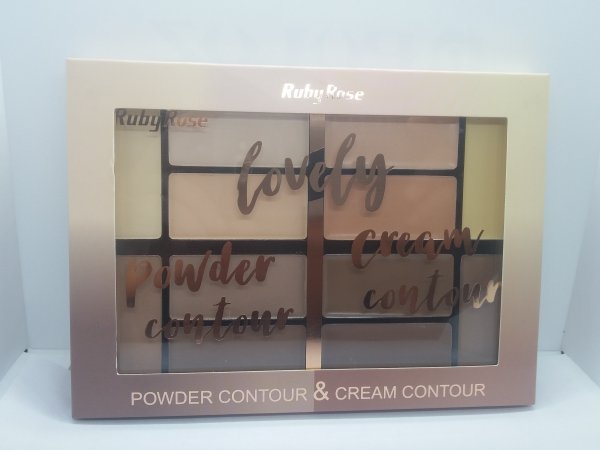 Ruby Rose
Ruby Rose
Lovely
Powder
contour
Cream
contour
POWDER CONTOUR & CREAM CONTOUR